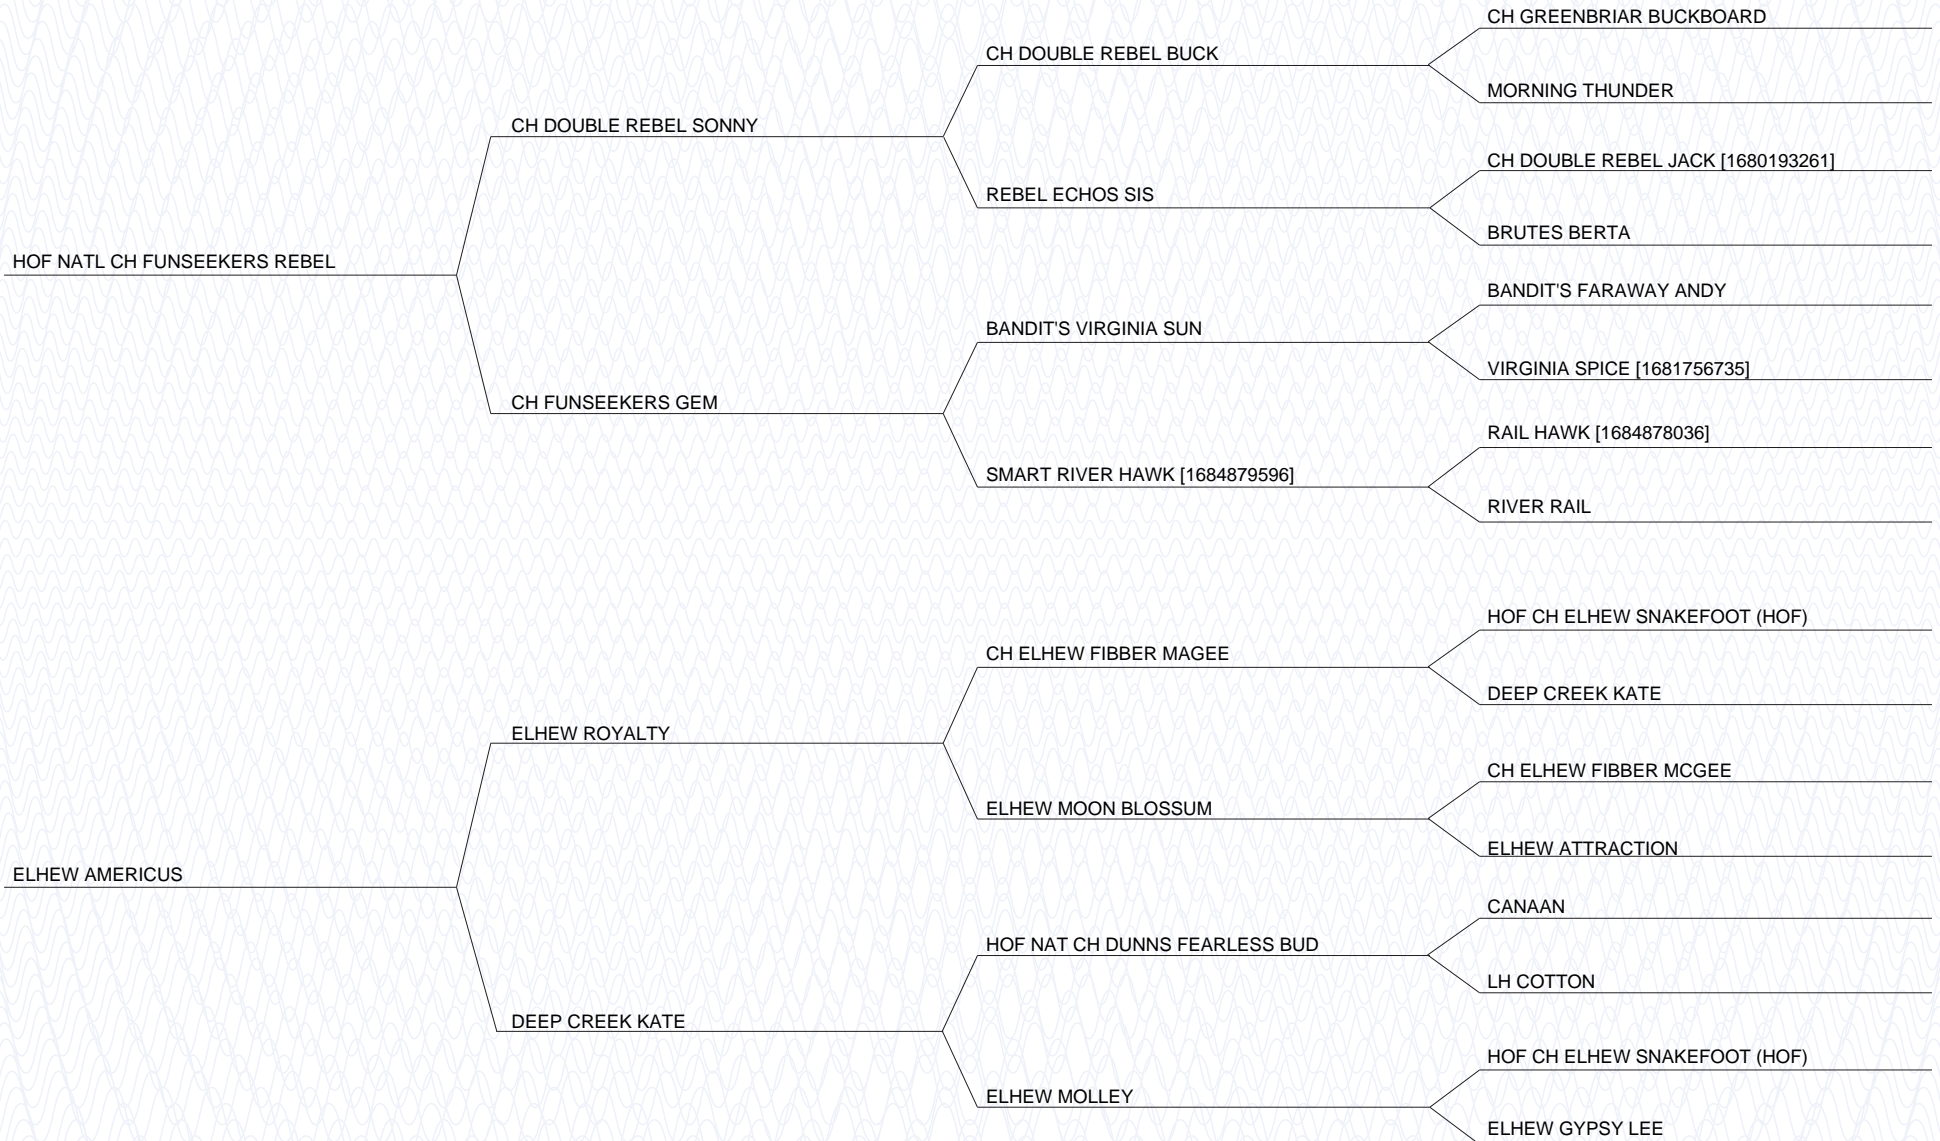 CH GREENBRIAR BUCKBOARD
CH DOUBLE REBEL BUCK
MORNING THUNDER
CH DOUBLE REBEL SONNY
CH DOUBLE REBEL JACK [1680193261]
REBEL ECHOS SIS
BRUTES BERTA
HOF NATL CH FUNSEEKERS REBEL
BANDIT'S FARAWAY ANDY
BANDIT'S VIRGINIA SUN
VIRGINIA SPICE [1681756735]
CH FUNSEEKERS GEM
RAIL HAWK [1684878036]
SMART RIVER HAWK [1684879596]
RIVER RAIL
HOF CH ELHEW SNAKEFOOT (HOF)
CH ELHEW FIBBER MAGEE
DEEP CREEK KATE
ELHEW ROYALTY
CH ELHEW FIBBER MCGEE
ELHEW MOON BLOSSUM
ELHEW ATTRACTION
ELHEW AMERICUS
CANAAN
HOF NAT CH DUNNS FEARLESS BUD
LH COTTON
DEEP CREEK KATE
HOF CH ELHEW SNAKEFOOT (HOF)
ELHEW MOLLEY
ELHEW GYPSY LEE